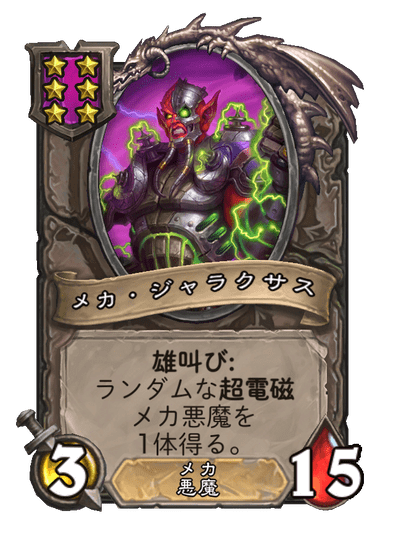 メカ・ジャラクサス
雄叫び:
ランダムな超電磁
メカ悪魔を
1体得る。
3
メカ
悪魔
15